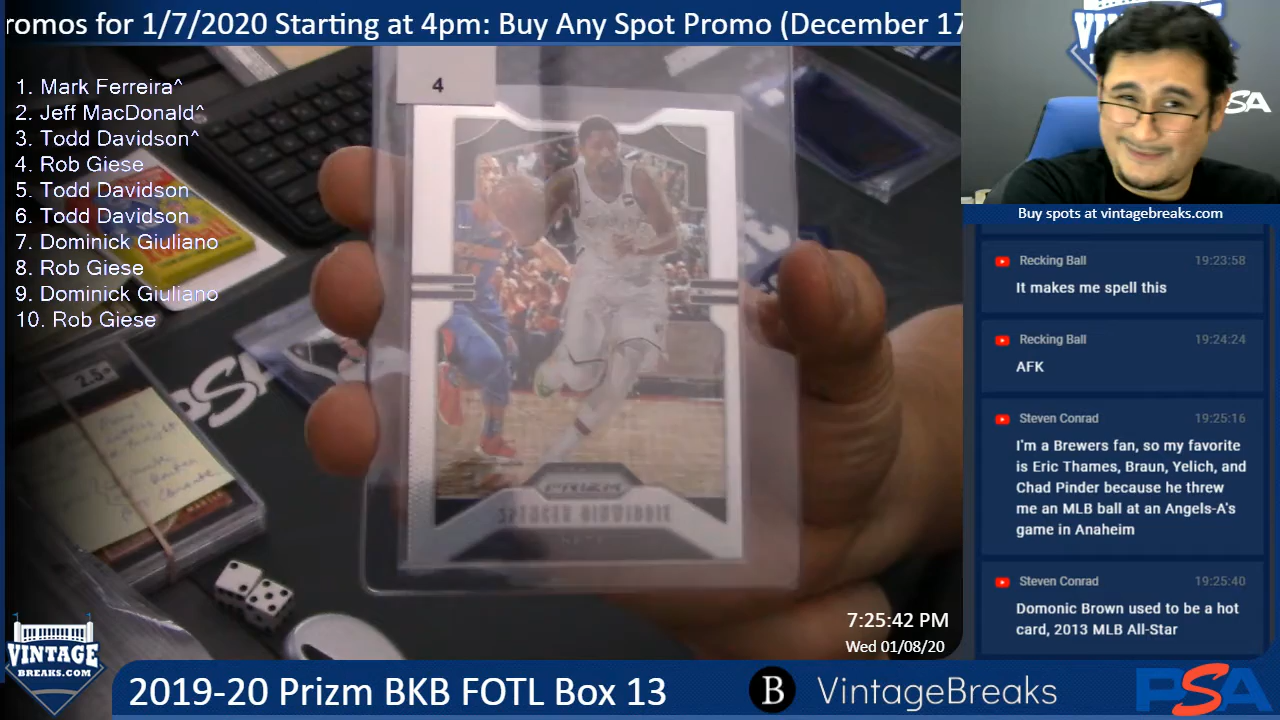 romos for 1/7/2020 Starting at 4pm: Buy Any Spot Promo (December 17
1. Mark Ferreira^
2. Jeff MacDonald^
3. Todd Davidson^
4. Rob Giese
5. Todd Davidson
6. Todd Davidson
7. Dominick Giuliano
8. Rob Giese
9. Dominick Giuliano
10. Rob Giese
4
PRIZM
SPENCER DINWIDDIE
NETS
2.5
PSA
SA
Buy spots at vintagebreaks.com
Recking Ball 19:23:58
It makes me spell this
Recking Ball 19:24:24
AFK
Steven Conrad 19:25:16
I'm a Brewers fan, so my favorite
is Eric Thames, Braun, Yelich, and
Chad Pinder because he threw
me an MLB ball at an Angels-A's
game in Anaheim
Steven Conrad 19:25:40
Domonic Brown used to be a hot
card, 2013 MLB All-Star
7:25:42 PM
Wed 01/08/20
VINTAGE
BREAKS.COM
2019-20 Prizm BKB FOTL Box 13
B VintageBreaks
PSA